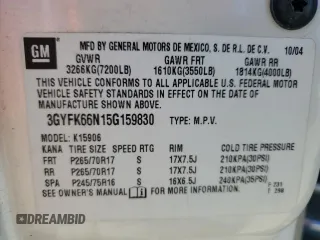 GM
MFD BY GENERAL MOTORS DE MEXICO, S. DE R.L. DE C.V. 10/04
GVWR GAWR FRT GAWR RR
3266KG(7200LB) 1610KG(3550LB) 1814KG(4000LB)
THIS VEHICLE CONFORMS TO ALL APPLICABLE U.S. FEDERAL MOTOR
VEHICLE SAFETY STANDARDS IN EFFECT ON THE DATE OF
MANUFACTURE SHOWN ABOVE.
3GYFK66N15G159830 TYPE: M.P.V.
MODEL: K15906
KANA TIRE SIZE SPEED RTG RIM COLD TIRE PRESSURE
FRT P265/70R17 S 17X7.5J 210KPA(30PSI)
RR P265/70R17 S 17X7.5J 210KPA(30PSI)
SPA P245/75R16 S 16X6.5J 240KPA(35PSI)
SEE OWNER'S MANUAL FOR MORE INFORMATION.
DREAMBID